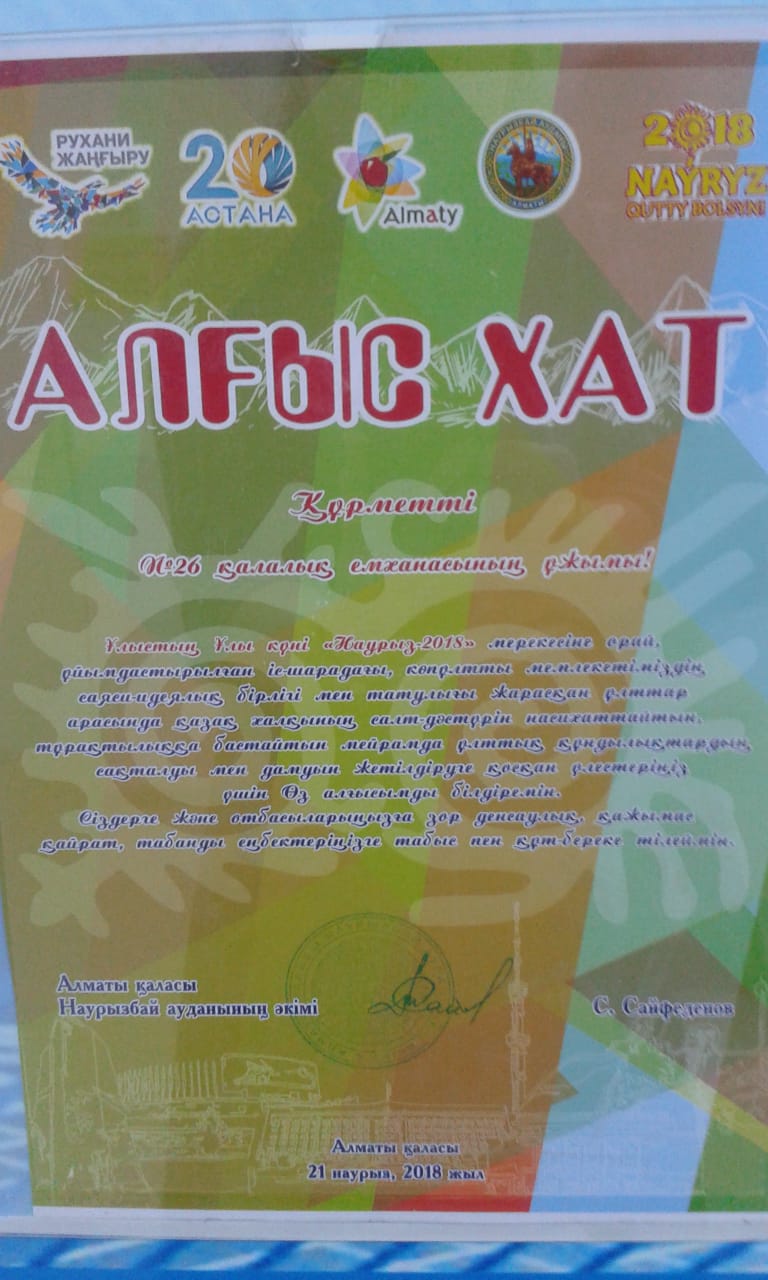 РУХАНИ
ЖАҢҒЫРУ
20
АСТАНА
Almaty
НАУРЫЗБАЙ АУДАНЫ
АЛМАТЫ
2018
NAÝRYZ
QUTTY BOLSYN!
АЛҒЫС ХАТ
Құрметті
№26 қалалық емханасының ұжымы!
Ұлыстың Ұлы күні «Наурыз-2018» мерекесіне орай,
ұйымдастырылған іс-шарадағы, көпұлтты мемлекетіміздің
саяси-идеялық бірлігі мен татулығы жарасқан ұлттар
арасында қазақ халқының салт-дәстүрін насихаттайтын,
тұрақтылыққа бастайтын мейрамда ұлттық құндылықтардың
сақталуы мен дамуын жетілдіруге қосқан үлестеріңіз
үшін Өз алғысымды білдіремін.
Сіздерге және отбасыларыңызға зор денсаулық, қажымас
қайрат, табанды еңбектеріңізге табыс пен құт-береке тілеймін.
Алматы қаласы
Наурызбай ауданының әкімі
С. Сайфеденов
Алматы қаласы
21 наурыз, 2018 жыл